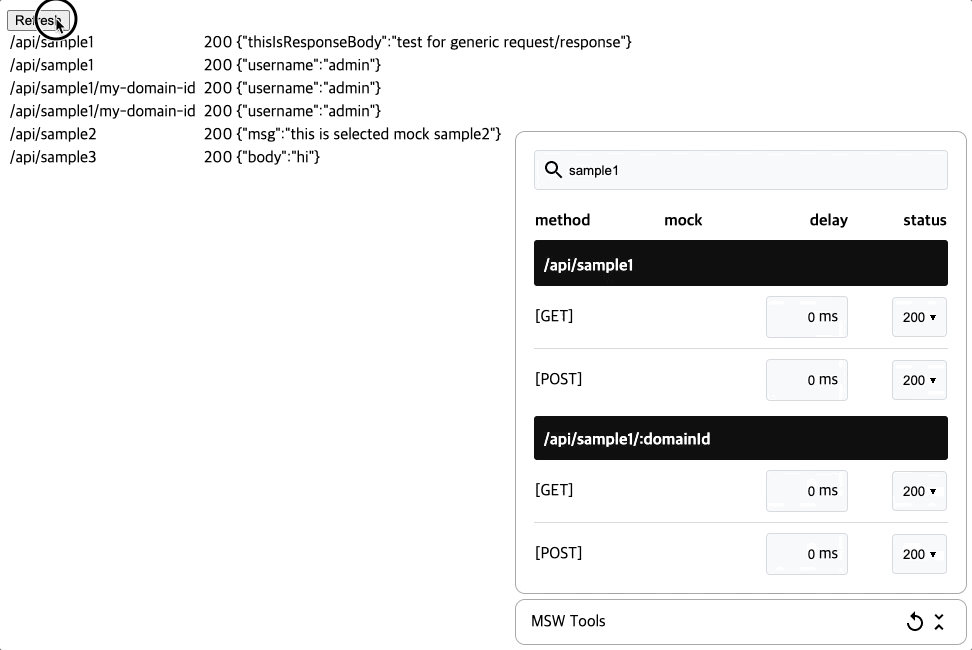 Refresh
/api/sample1 200 {"thisIsResponseBody":"test for generic request/response"}
/api/sample1 200 {"username":"admin"}
/api/sample1/my-domain-id 200 {"username":"admin"}
/api/sample1/my-domain-id 200 {"username":"admin"}
/api/sample2 200 {"msg":"this is selected mock sample2"}
/api/sample3 200 {"body":"hi"}
sample1
method mock delay status
/api/sample1
[GET] 0 ms 200
[POST] 0 ms 200
/api/sample1/:domainId
[GET] 0 ms 200
[POST] 0 ms 200
MSW Tools